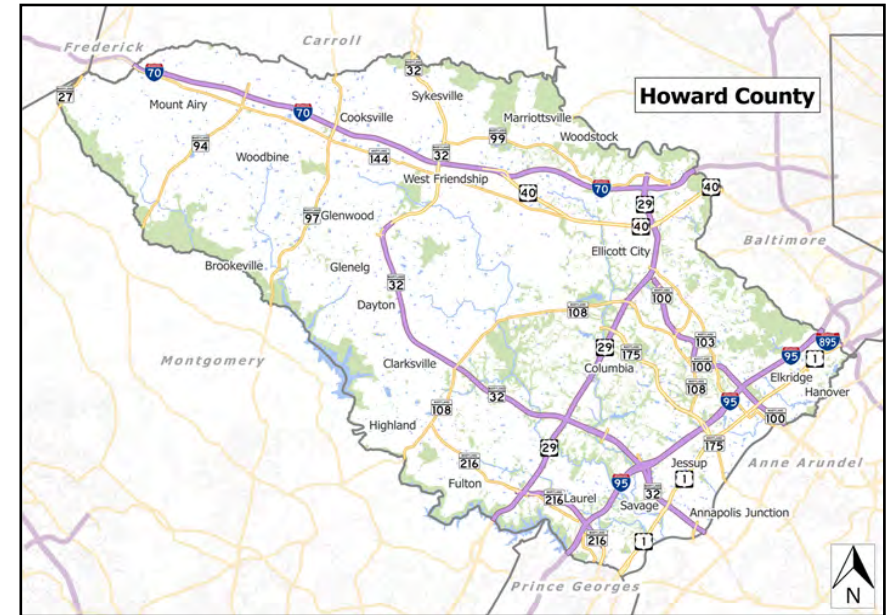 Frederick
Carroll
Howard County
70
32
27
Mount Airy
70
Cooksville
Sykesville
Marriottsville
99
Woodstock
94
Woodbine
144
32
West Friendship
40
70
29
40
97
Glenwood
40
Ellicott City
Baltimore
Brookeville
Glenelg
32
100
Dayton
108
Montgomery
Clarksville
29
175
103
95
895
1
Columbia
100
Elkridge
32
108
95
Hanover
108
100
Highland
29
175
216
Jessup
Anne Arundel
Fulton
95
1
216
Laurel
32
Savage
Annapolis Junction
216
1
Prince Georges
N